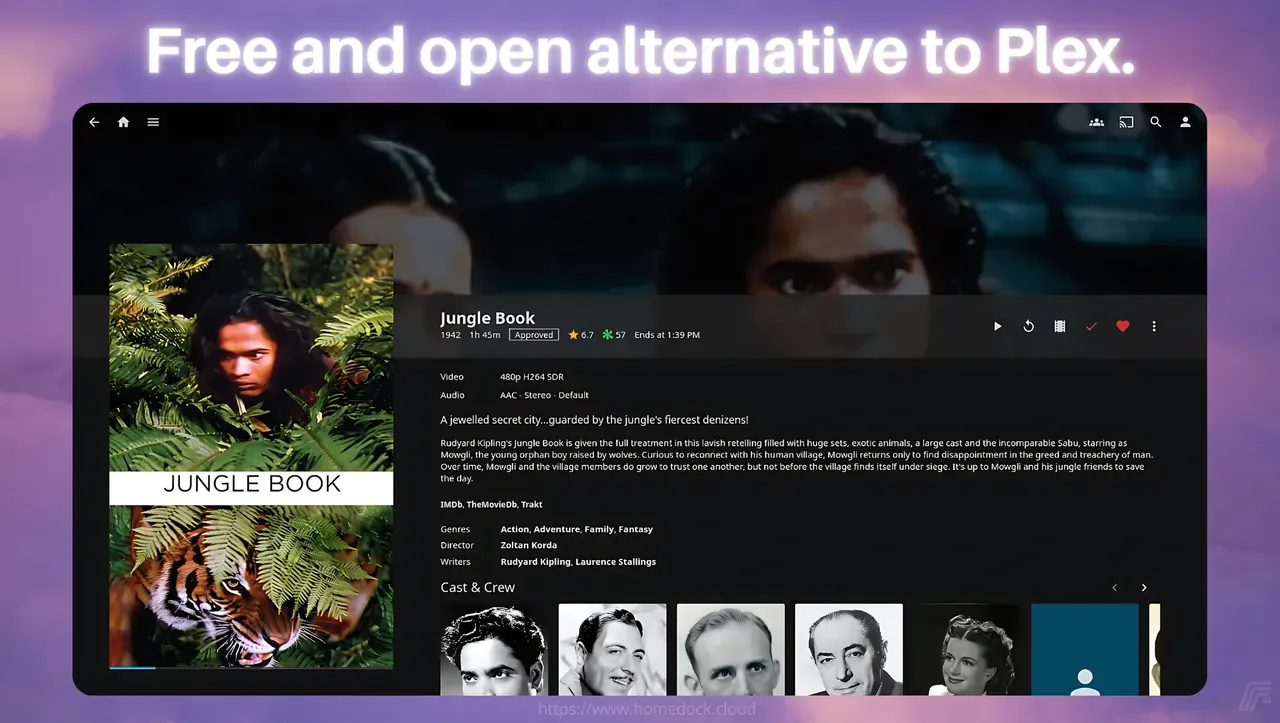 Free and open alternative to Plex.
Jungle Book
1942 1h 45m Approved 6.7 57 Ends at 1:39 PM
Video 480p H264 SDR
Audio AAC - Stereo - Default
A jewelled secret city...guarded by the jungle's fiercest denizens!
Rudyard Kipling's Jungle Book is given the full treatment in this lavish retelling filled with huge sets, exotic animals, a large cast and the incomparable Sabu, starring as
Mowgli, the young orphan boy raised by wolves. Curious to reconnect with his human village, Mowgli returns only to find disappointment in the greed and treachery of man.
Over time, Mowgli and the village members do grow to trust one another, but not before the village finds itself under siege. It's up to Mowgli and his jungle friends to save
the day.
JUNGLE BOOK
IMDb, TheMovieDb, Trakt
Genres Action, Adventure, Family, Fantasy
Director Zoltan Korda
Writers Rudyard Kipling, Laurence Stallings
Cast & Crew
https://www.homedock.cloud